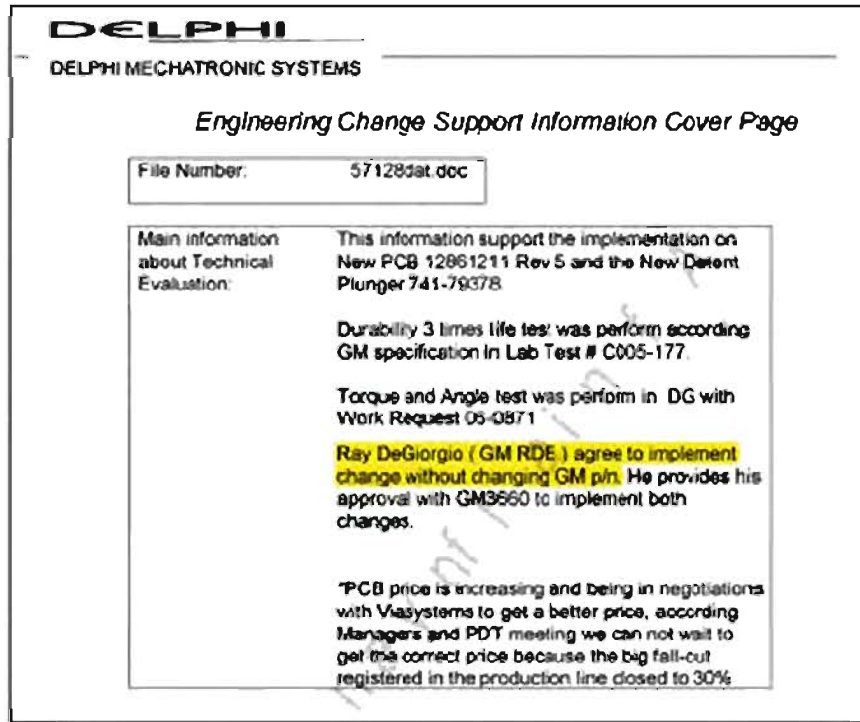 DELPHI
DELPHI MECHATRONIC SYSTEMS
Engineering Change Support Information Cover Page
File Number: 57128dat.doc
Main information about Technical Evaluation:
This information support the implementation on
New PCB 12861211 Rev 5 and the New Detent
Plunger 741-79378
Durability 3 times life test was perform according
GM specification in Lab Test # C005-177.
Torque and Angle test was perform in DG with
Work Request 06-0871
Ray DeGiorgio ( GM RDE ) agree to implement
change without changing GM p/n. He provides his
approval with GM3660 to implement both
changes.
"PCB price is increasing and being in negotiations
with Viasystems to get a better price, according
Managers and PDT meeting we can not wait to
get the correct price because the big fall-out
registered in the production line closed to 30%